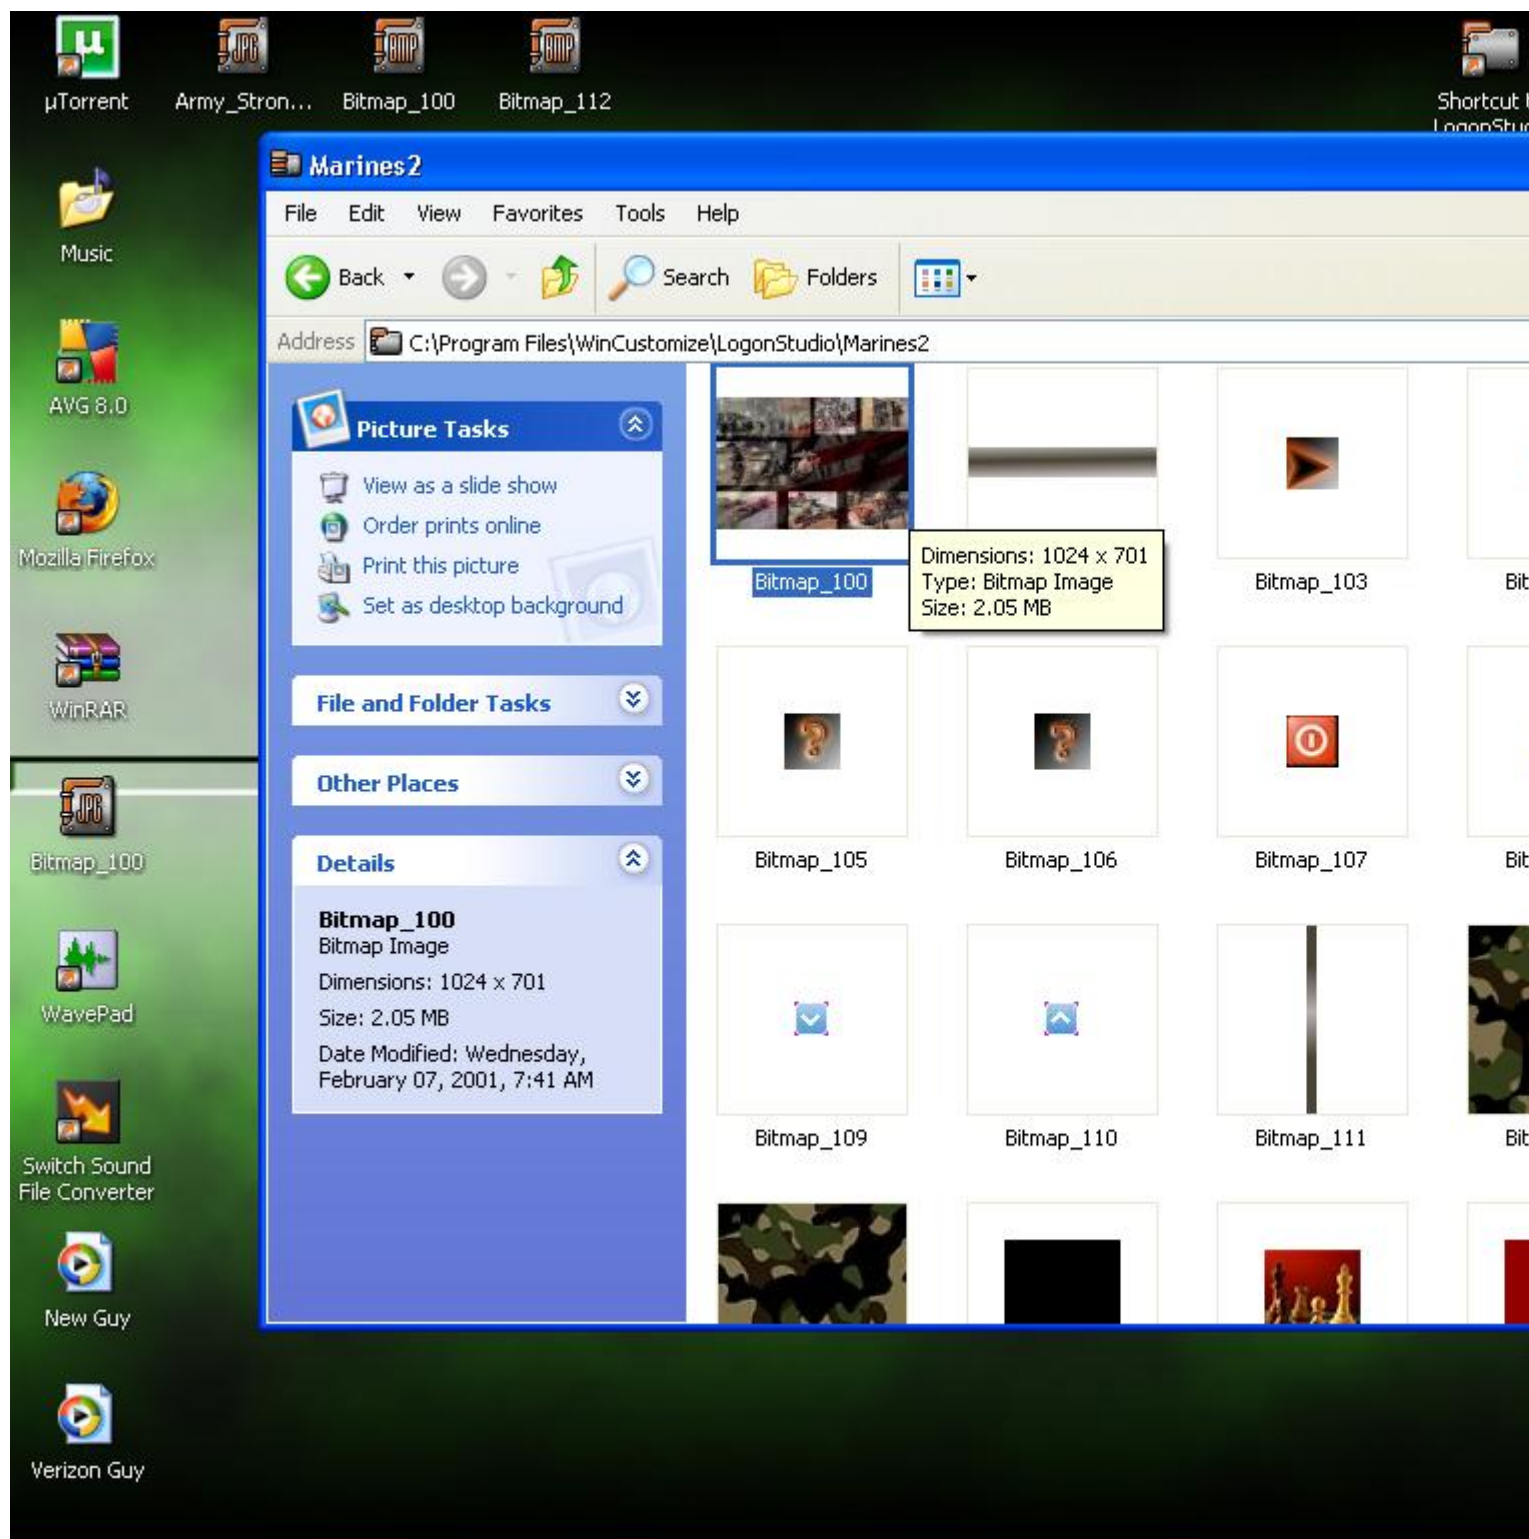 µTorrent
Army_Stron...
Bitmap_100
Bitmap_112
Shortcut
LogonStu
Music
AVG 8.0
Mozilla Firefox
WinRAR
Bitmap_100
WavePad
Switch Sound
File Converter
New Guy
Verizon Guy
Marines2
File Edit View Favorites Tools Help
Back Search Folders
Address C:\Program Files\WinCustomize\LogonStudio\Marines2
Picture Tasks
View as a slide show
Order prints online
Print this picture
Set as desktop background
File and Folder Tasks
Other Places
Details
Bitmap_100
Bitmap Image
Dimensions: 1024 x 701
Size: 2.05 MB
Date Modified: Wednesday,
February 07, 2001, 7:41 AM
Dimensions: 1024 x 701
Type: Bitmap Image
Size: 2.05 MB
Bitmap_100
Bitmap_103
Bit
Bitmap_105
Bitmap_106
Bitmap_107
Bit
Bitmap_109
Bitmap_110
Bitmap_111
Bit